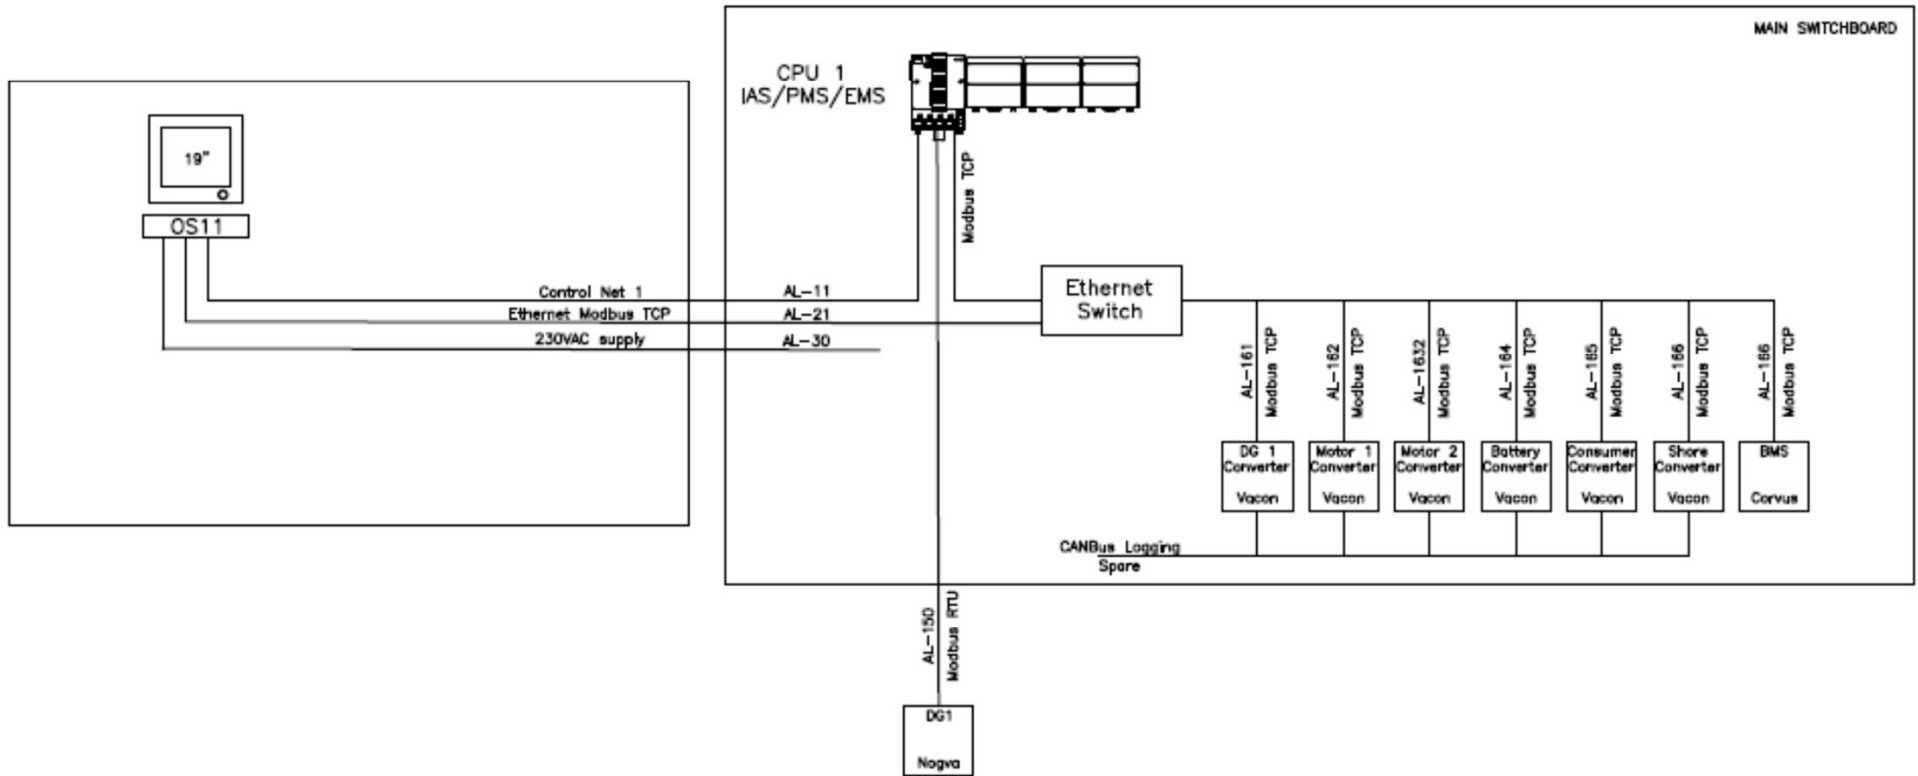 MAIN SWITCHBOARD
CPU 1
IAS/PMS/EMS
19"
OS11
Modbus TCP
Control Net 1
AL-11
Ethernet Modbus TCP
AL-21
230VAC supply
AL-30
Ethernet
Switch
AL-161
Modbus TCP
AL-162
Modbus TCP
AL-1632
Modbus TCP
AL-164
Modbus TCP
AL-165
Modbus TCP
AL-166
Modbus TCP
AL-166
Modbus TCP
DG 1
Converter
Vacon
Motor 1
Converter
Vacon
Motor 2
Converter
Vacon
Battery
Converter
Vacon
Consumer
Converter
Vacon
Shore
Converter
Vacon
BMS
Corvus
CANBus Logging
Spare
AL-150
Modbus RTU
DG1
Nogva